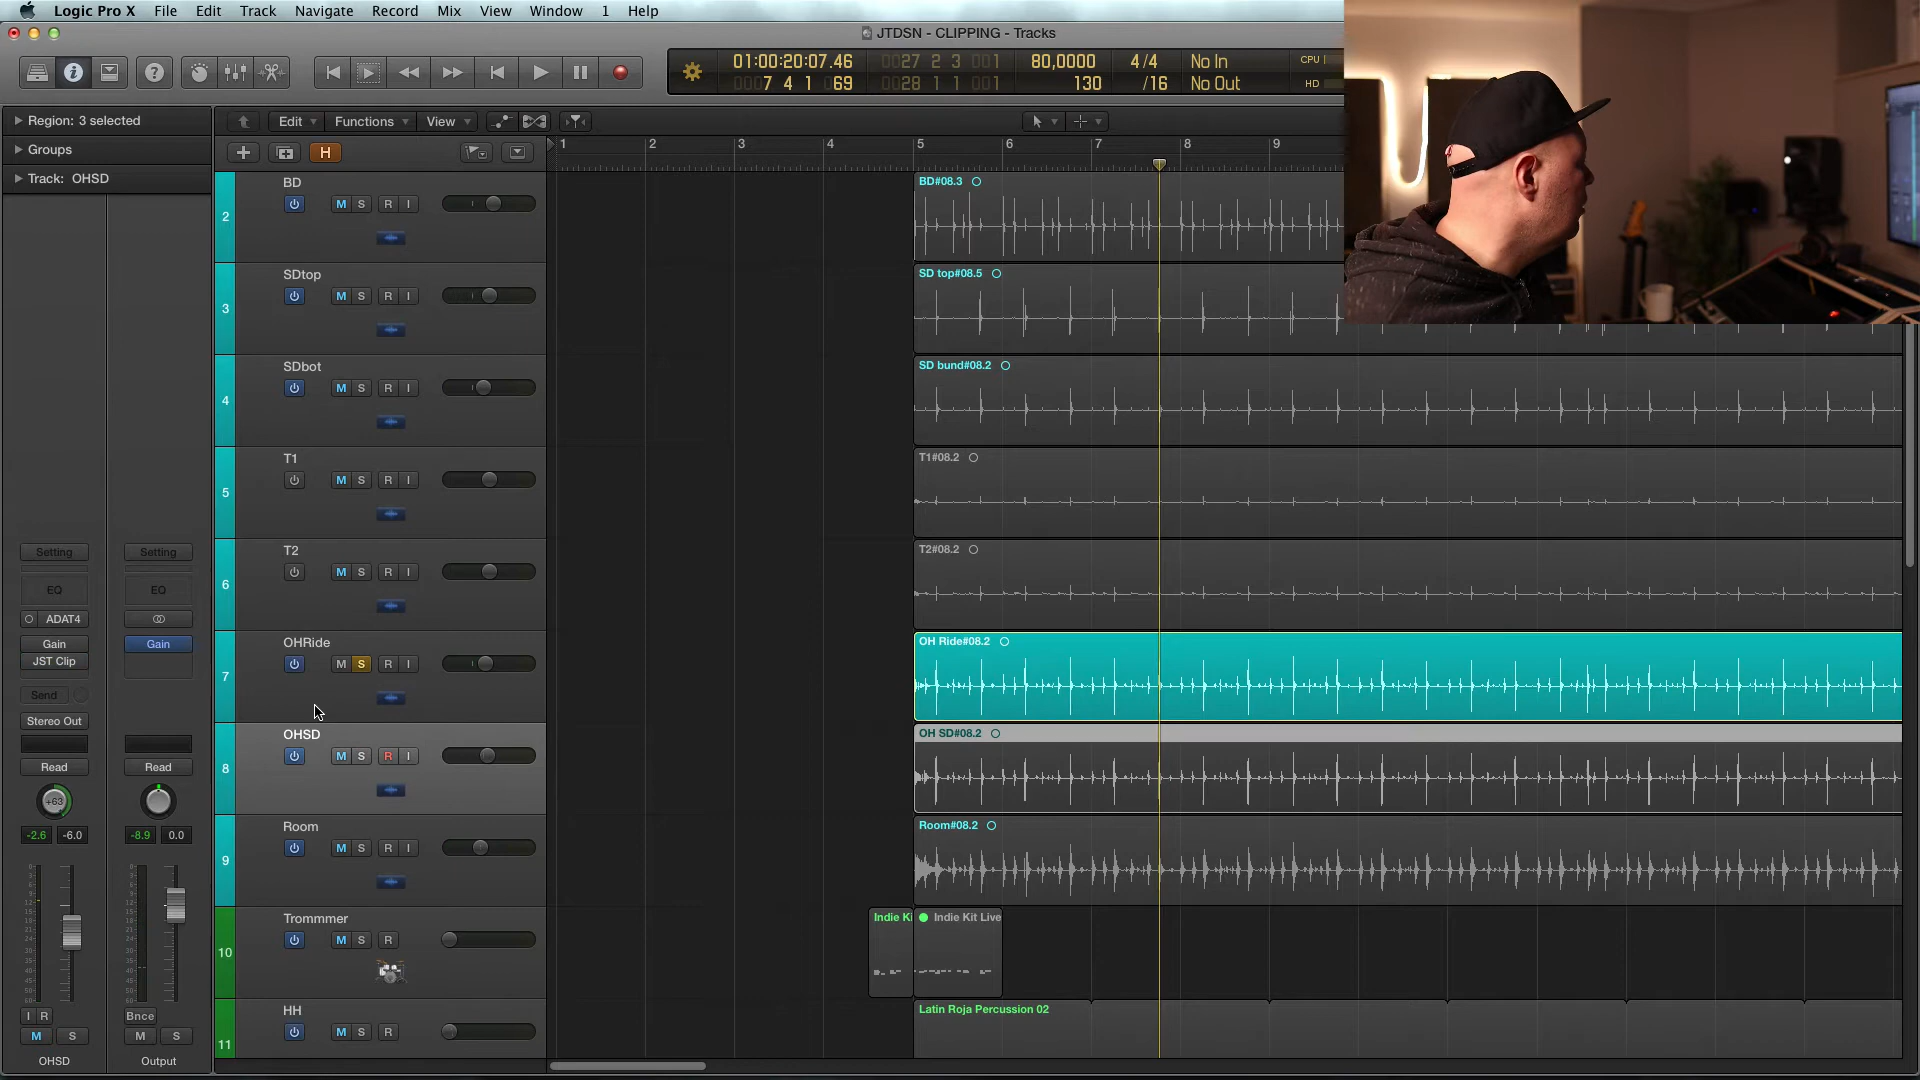 Logic Pro X File Edit Track Navigate Record Mix View Window 1 Help
JTDSN - CLIPPING - Tracks
01:00:20:07.46 0027 2 3 001 80,0000 4/4 No In CPU
0007 4 1 069 0028 1 1 001 130 /16 No Out HD
Region: 3 selected
Groups
Track: OHSD
Edit Functions View
H
1 2 3 4 5 6 7 8 9
2 BD M S R I
BD#08.3
3 SDtop M S R I
SD top#08.5
4 SDbot M S R I
SD bund#08.2
5 T1 M S R I
T1#08.2
6 T2 M S R I
T2#08.2
7 OHRide M S R I
OH Ride#08.2
8 OHSD M S R I
OH SD#08.2
9 Room M S R I
Room#08.2
10 Trommmer M S R
Indie Ki Indie Kit Live
11 HH M S R
Latin Roja Percussion 02
Setting Setting
EQ EQ
ADAT4
Gain Gain
JST Clip
Send
Stereo Out
Read Read
+63
-2.6 -6.0 -8.9 0.0
I R Bnce
M S M S
OHSD Output